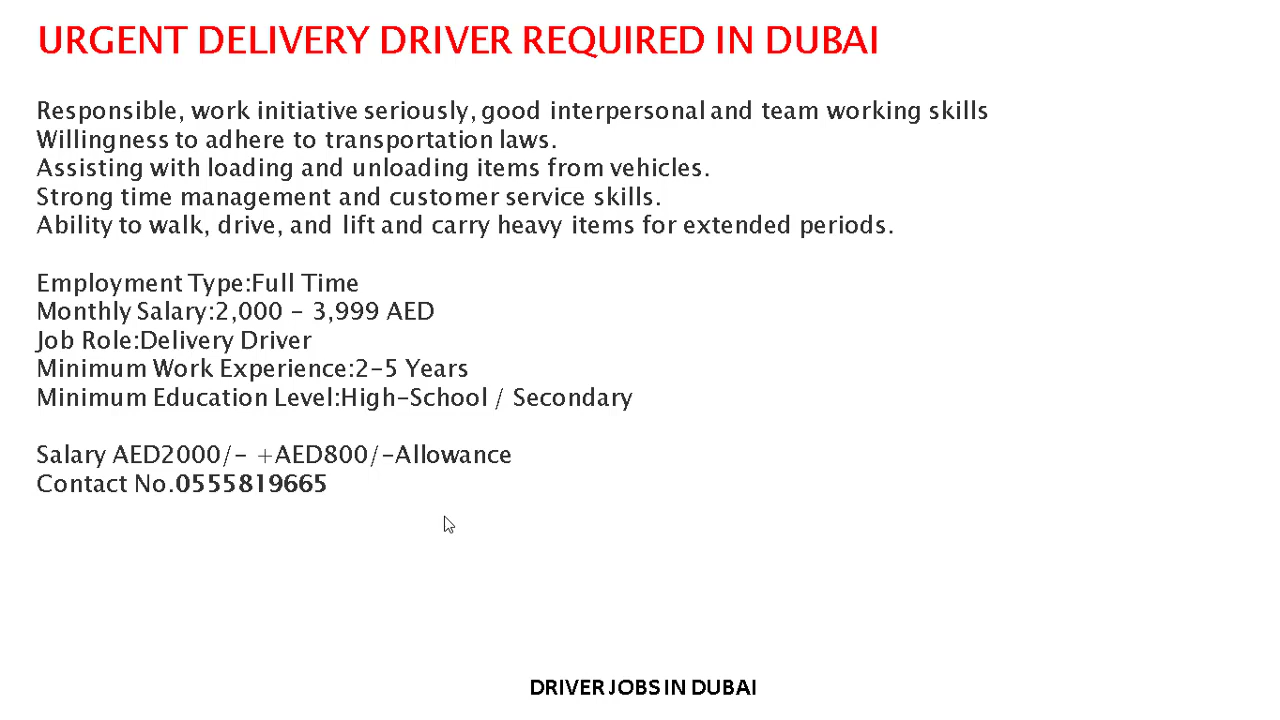 URGENT DELIVERY DRIVER REQUIRED IN DUBAI
Responsible, work initiative seriously, good interpersonal and team working skills
Willingness to adhere to transportation laws.
Assisting with loading and unloading items from vehicles.
Strong time management and customer service skills.
Ability to walk, drive, and lift and carry heavy items for extended periods.
Employment Type:Full Time
Monthly Salary:2,000 - 3,999 AED
Job Role:Delivery Driver
Minimum Work Experience:2-5 Years
Minimum Education Level:High-School / Secondary
Salary AED2000/- +AED800/-Allowance
Contact No.0555819665
DRIVER JOBS IN DUBAI